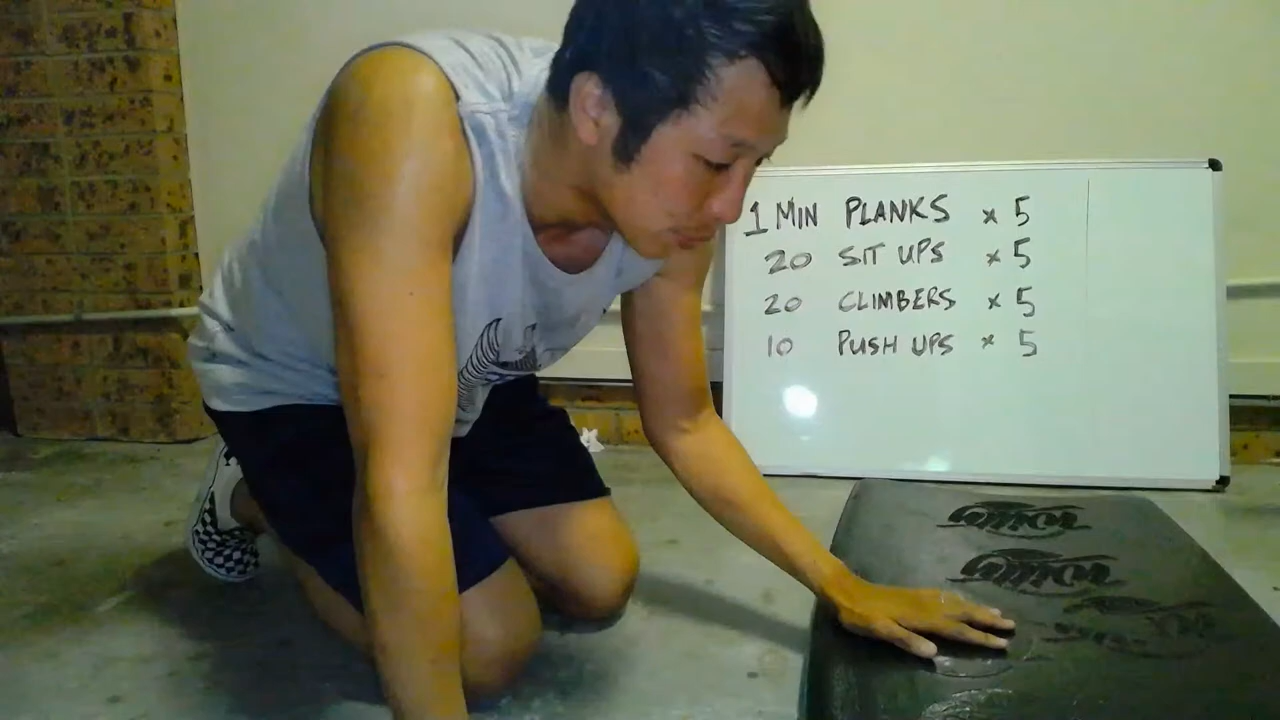 1 MIN PLANKS x 5
20 SIT UPS x 5
20 CLIMBERS x 5
10 PUSH UPS x 5